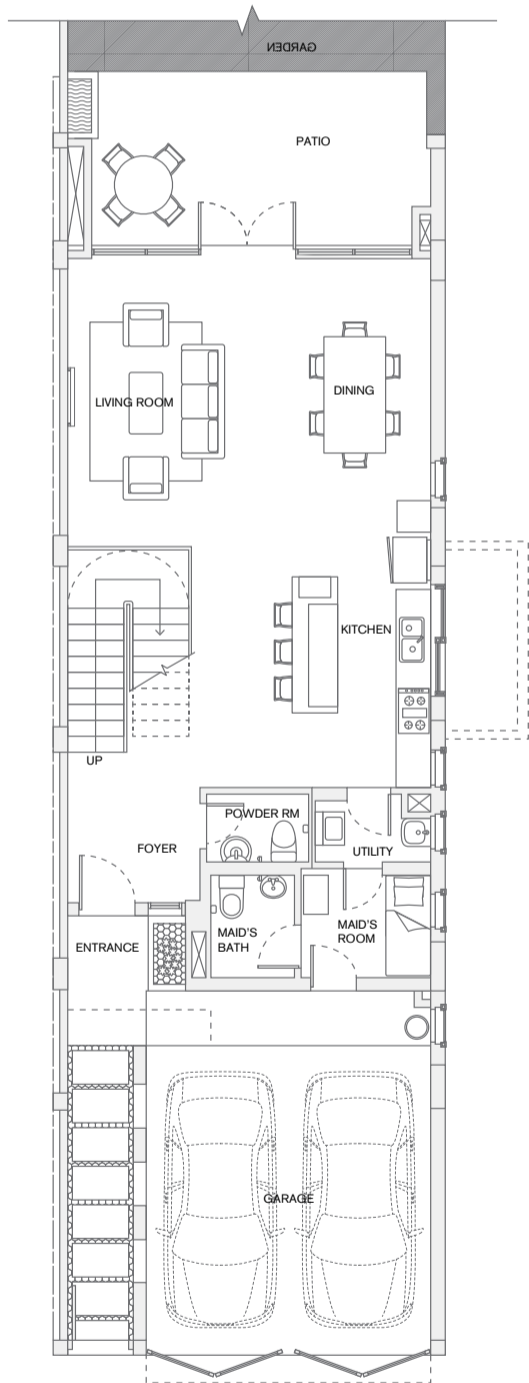 GARDEN
PATIO
LIVING ROOM
DINING
KITCHEN
UP
POWDER RM
FOYER
UTILITY
MAID'S
BATH
MAID'S
ROOM
ENTRANCE
GARAGE